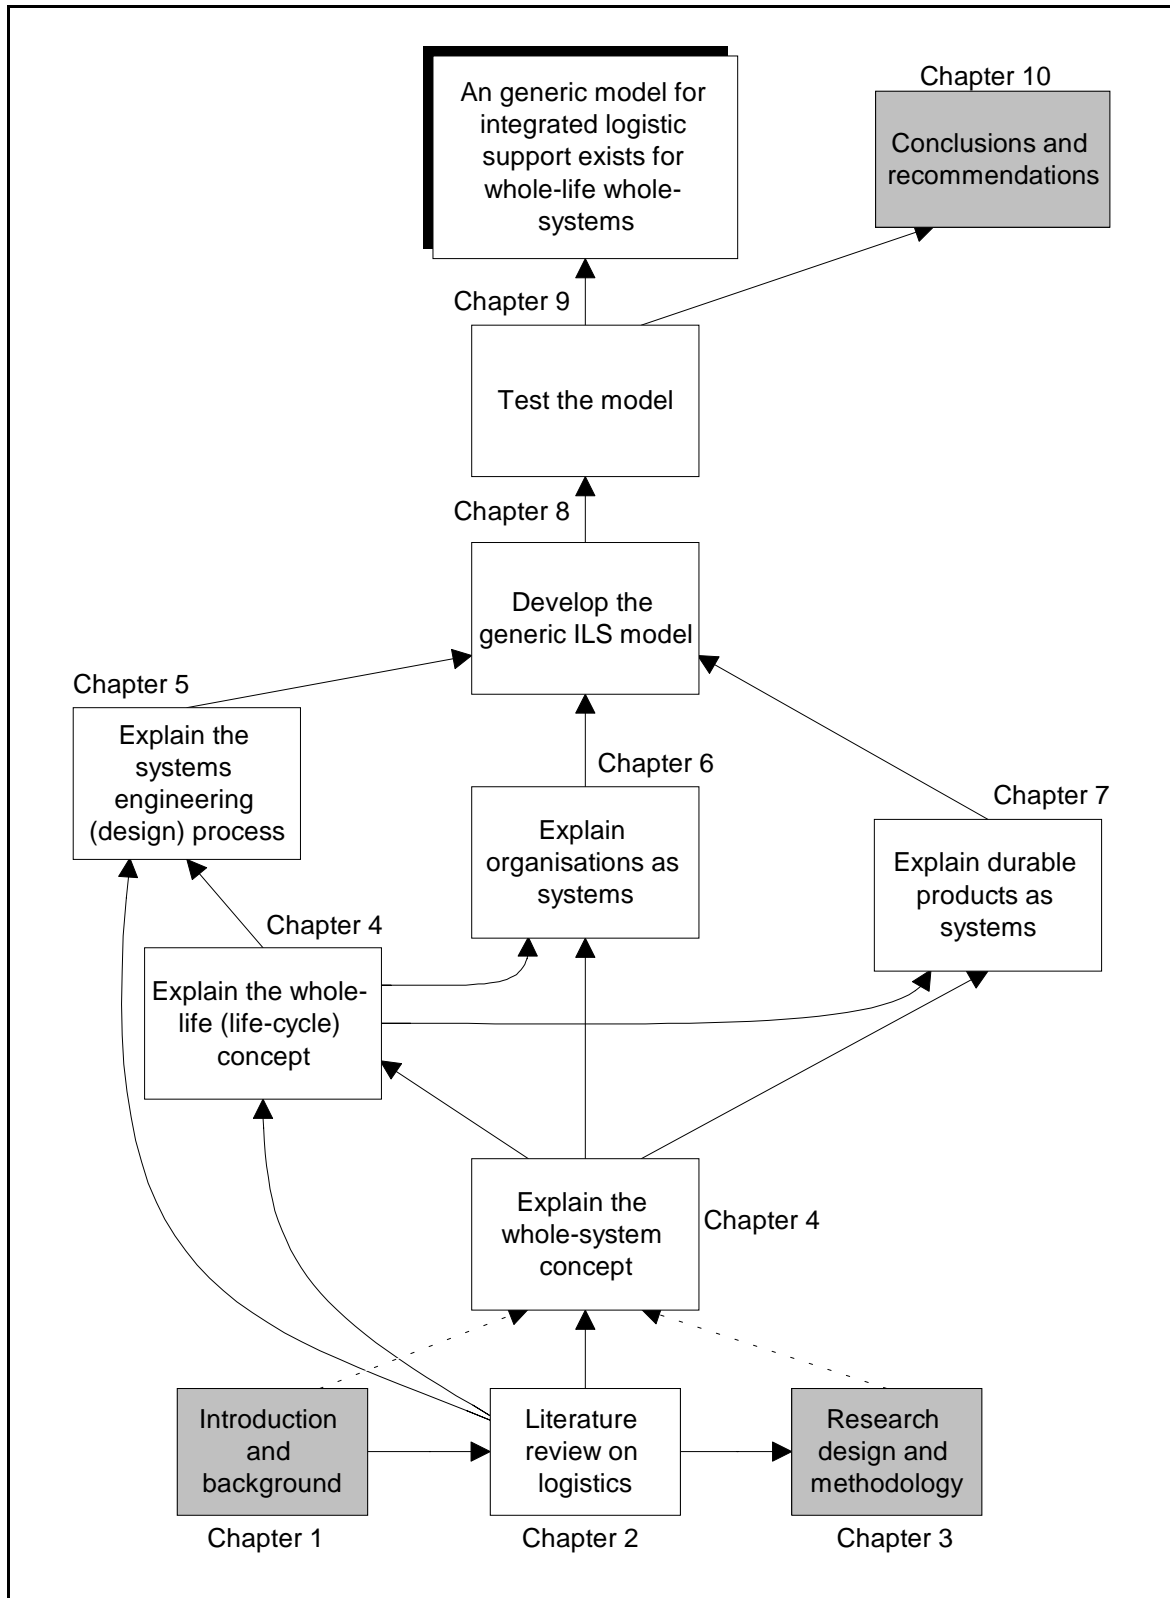 Chapter 10
An generic model for
integrated logistic
support exists for
whole-life whole-
systems
Conclusions and
recommendations
Chapter 9
Test the model
Chapter 8
Develop the
generic ILS model
Chapter 5
Explain the
systems
engineering
(design) process
Chapter 6
Explain
organisations as
systems
Chapter 7
Explain durable
products as
systems
Chapter 4
Explain the whole-
life (life-cycle)
concept
Explain the
whole-system
concept
Chapter 4
Introduction
and
background
Chapter 1
Literature
review on
logistics
Chapter 2
Research
design and
methodology
Chapter 3